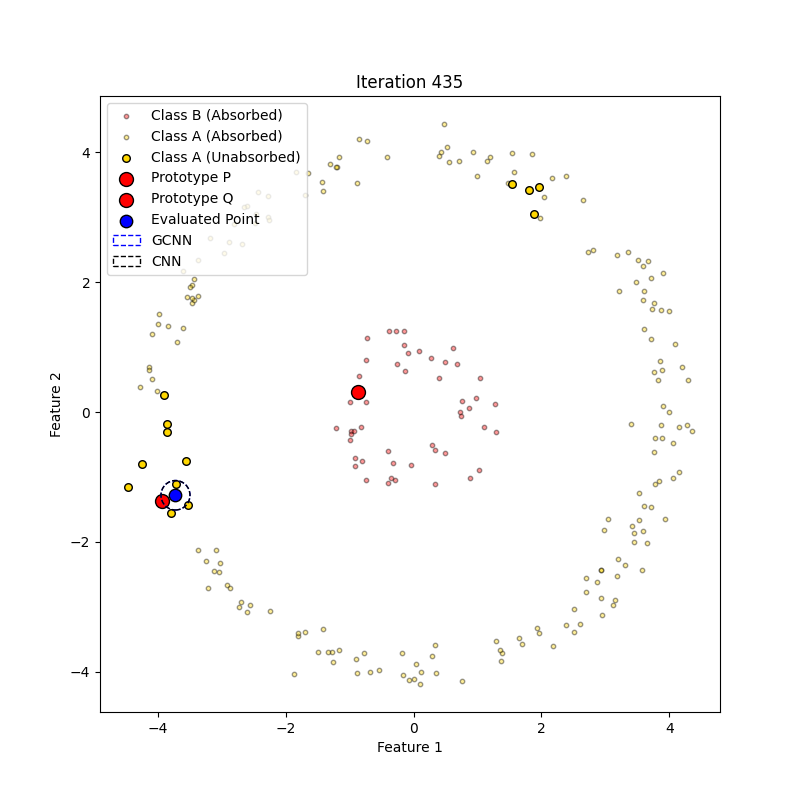 Iteration 435
Class B (Absorbed)
Class A (Absorbed)
Class A (Unabsorbed)
Prototype P
Prototype Q
Evaluated Point
GCNN
CNN
4
2
0
−2
−4
Feature 2
−4 −2 0 2 4
Feature 1